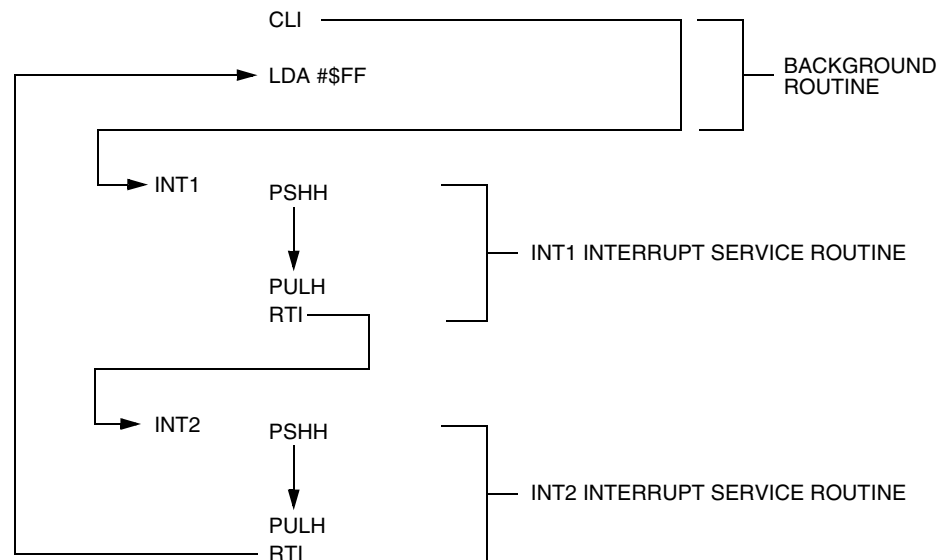 CLI
LDA #$FF
BACKGROUND
ROUTINE
INT1
PSHH
INT1 INTERRUPT SERVICE ROUTINE
PULH
RTI
INT2
PSHH
INT2 INTERRUPT SERVICE ROUTINE
PULH
RTI